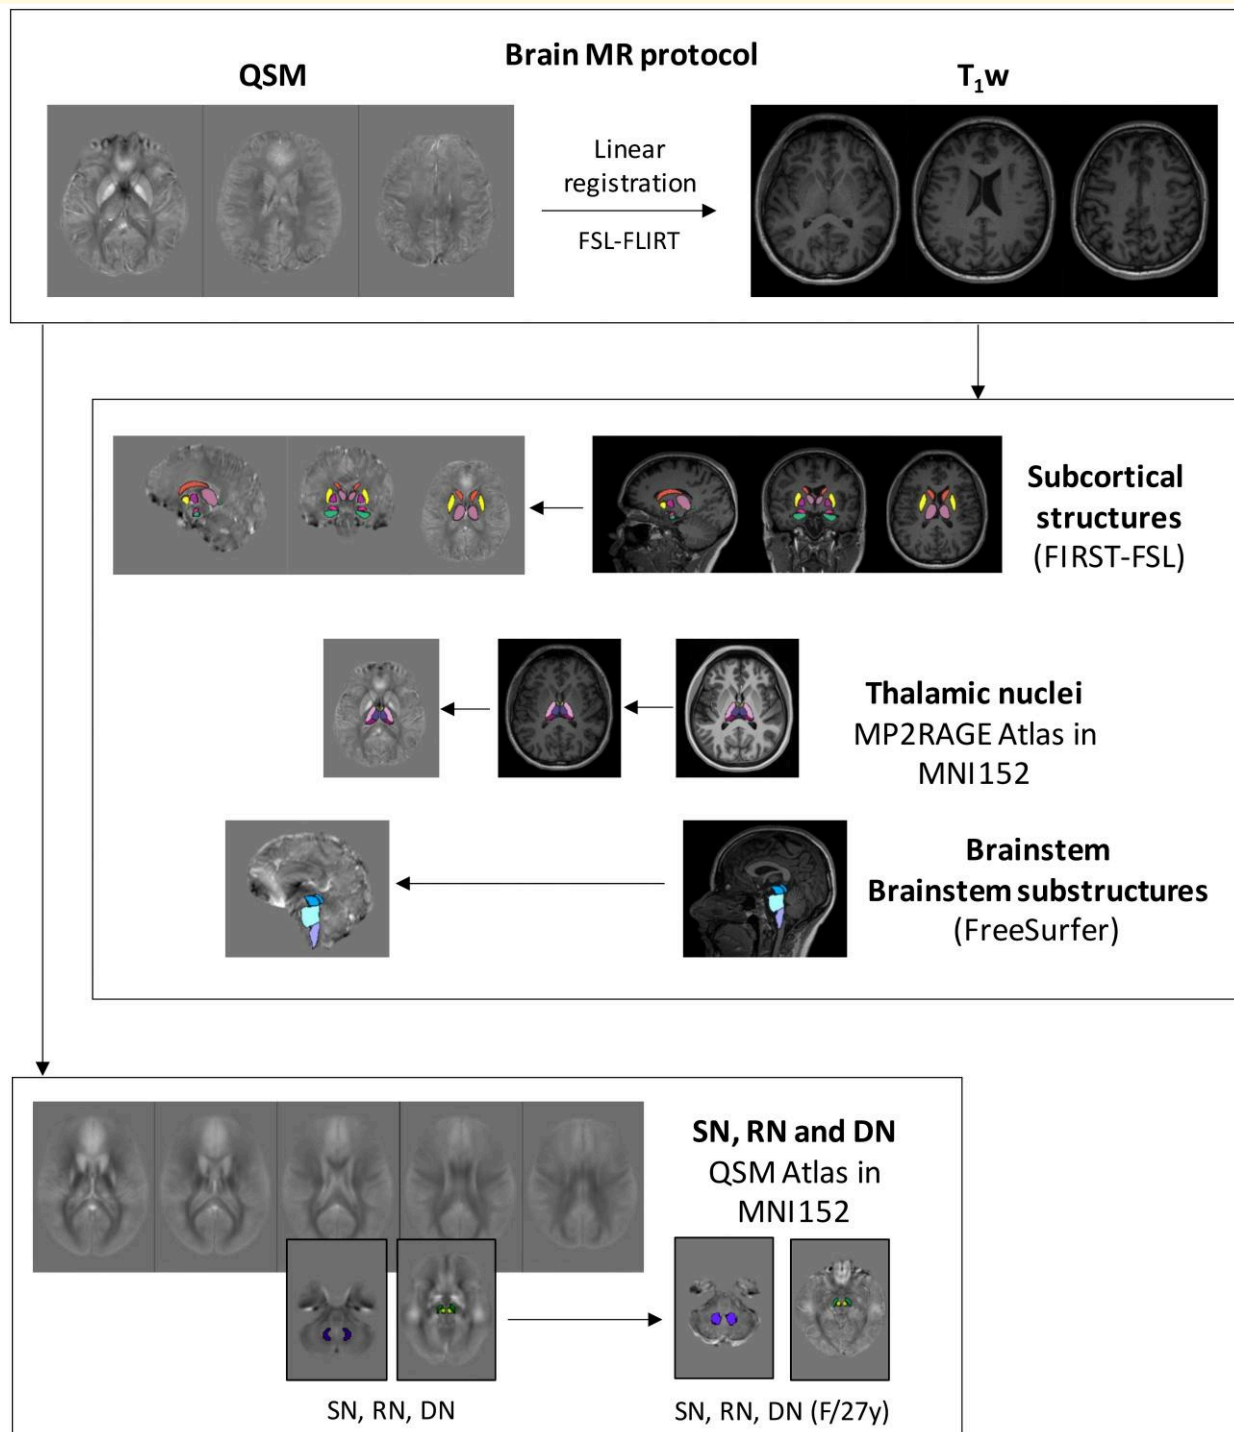 Brain MR protocol
QSM
T₁w
Linear
registration
FSL-FLIRT
Subcortical
structures
(FIRST-FSL)
Thalamic nuclei
MP2RAGE Atlas in
MNI152
Brainstem
Brainstem substructures
(FreeSurfer)
SN, RN and DN
QSM Atlas in
MNI152
SN, RN, DN
SN, RN, DN (F/27y)